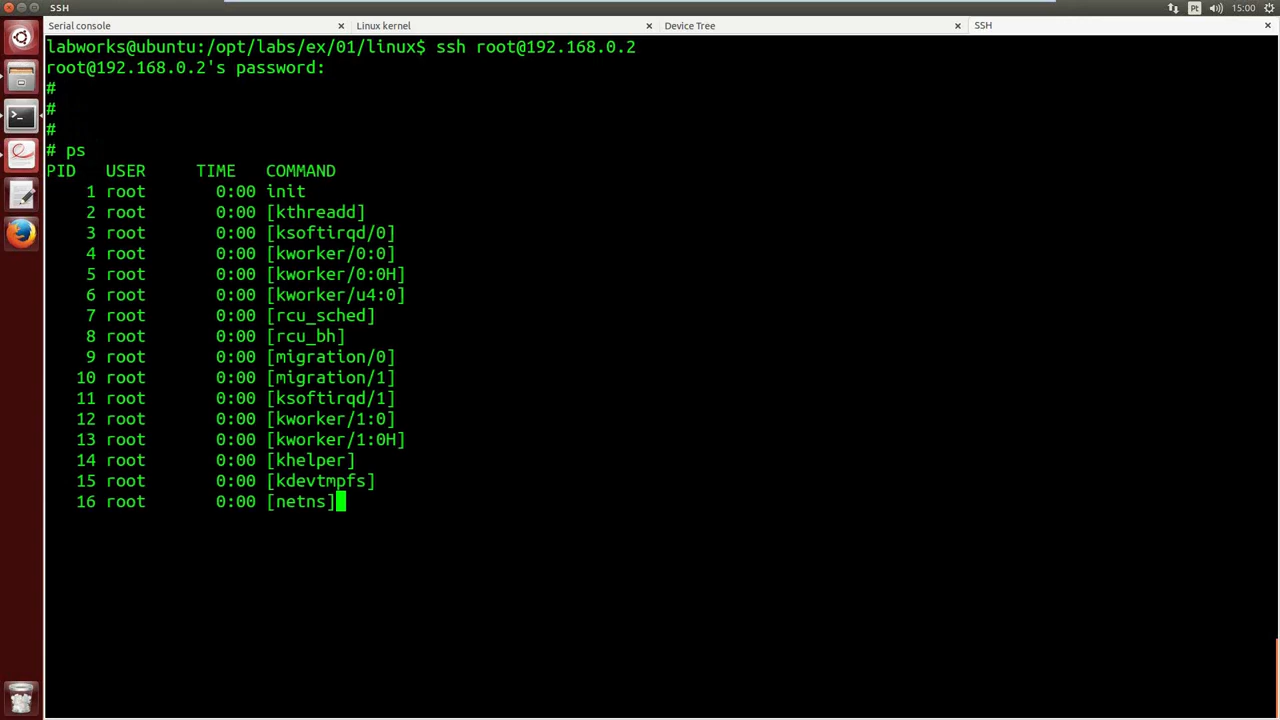 SSH
Pt
15:00
Serial console
Linux kernel
Device Tree
SSH
labworks@ubuntu:/opt/labs/ex/01/linux$ ssh root@192.168.0.2
root@192.168.0.2's password:
#
#
#
# ps
PID   USER     TIME   COMMAND
    1 root       0:00 init
    2 root       0:00 [kthreadd]
    3 root       0:00 [ksoftirqd/0]
    4 root       0:00 [kworker/0:0]
    5 root       0:00 [kworker/0:0H]
    6 root       0:00 [kworker/u4:0]
    7 root       0:00 [rcu_sched]
    8 root       0:00 [rcu_bh]
    9 root       0:00 [migration/0]
   10 root       0:00 [migration/1]
   11 root       0:00 [ksoftirqd/1]
   12 root       0:00 [kworker/1:0]
   13 root       0:00 [kworker/1:0H]
   14 root       0:00 [khelper]
   15 root       0:00 [kdevtmpfs]
   16 root       0:00 [netns]